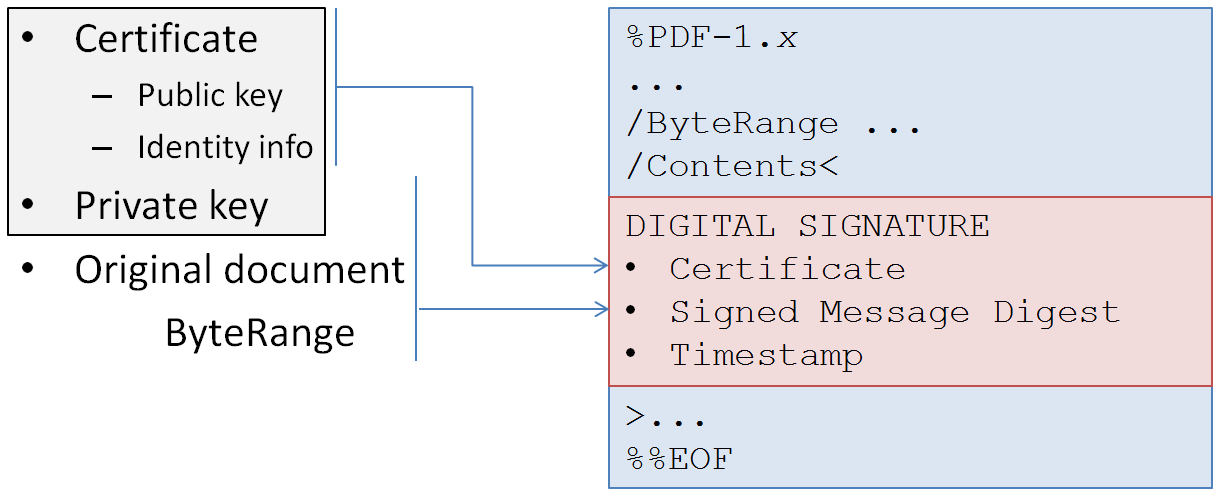 • Certificate
– Public key
– Identity info
• Private key
• Original document
ByteRange
%PDF-1.x
...
/ByteRange ...
/Contents<
DIGITAL SIGNATURE
• Certificate
• Signed Message Digest
• Timestamp
>...
%%EOF